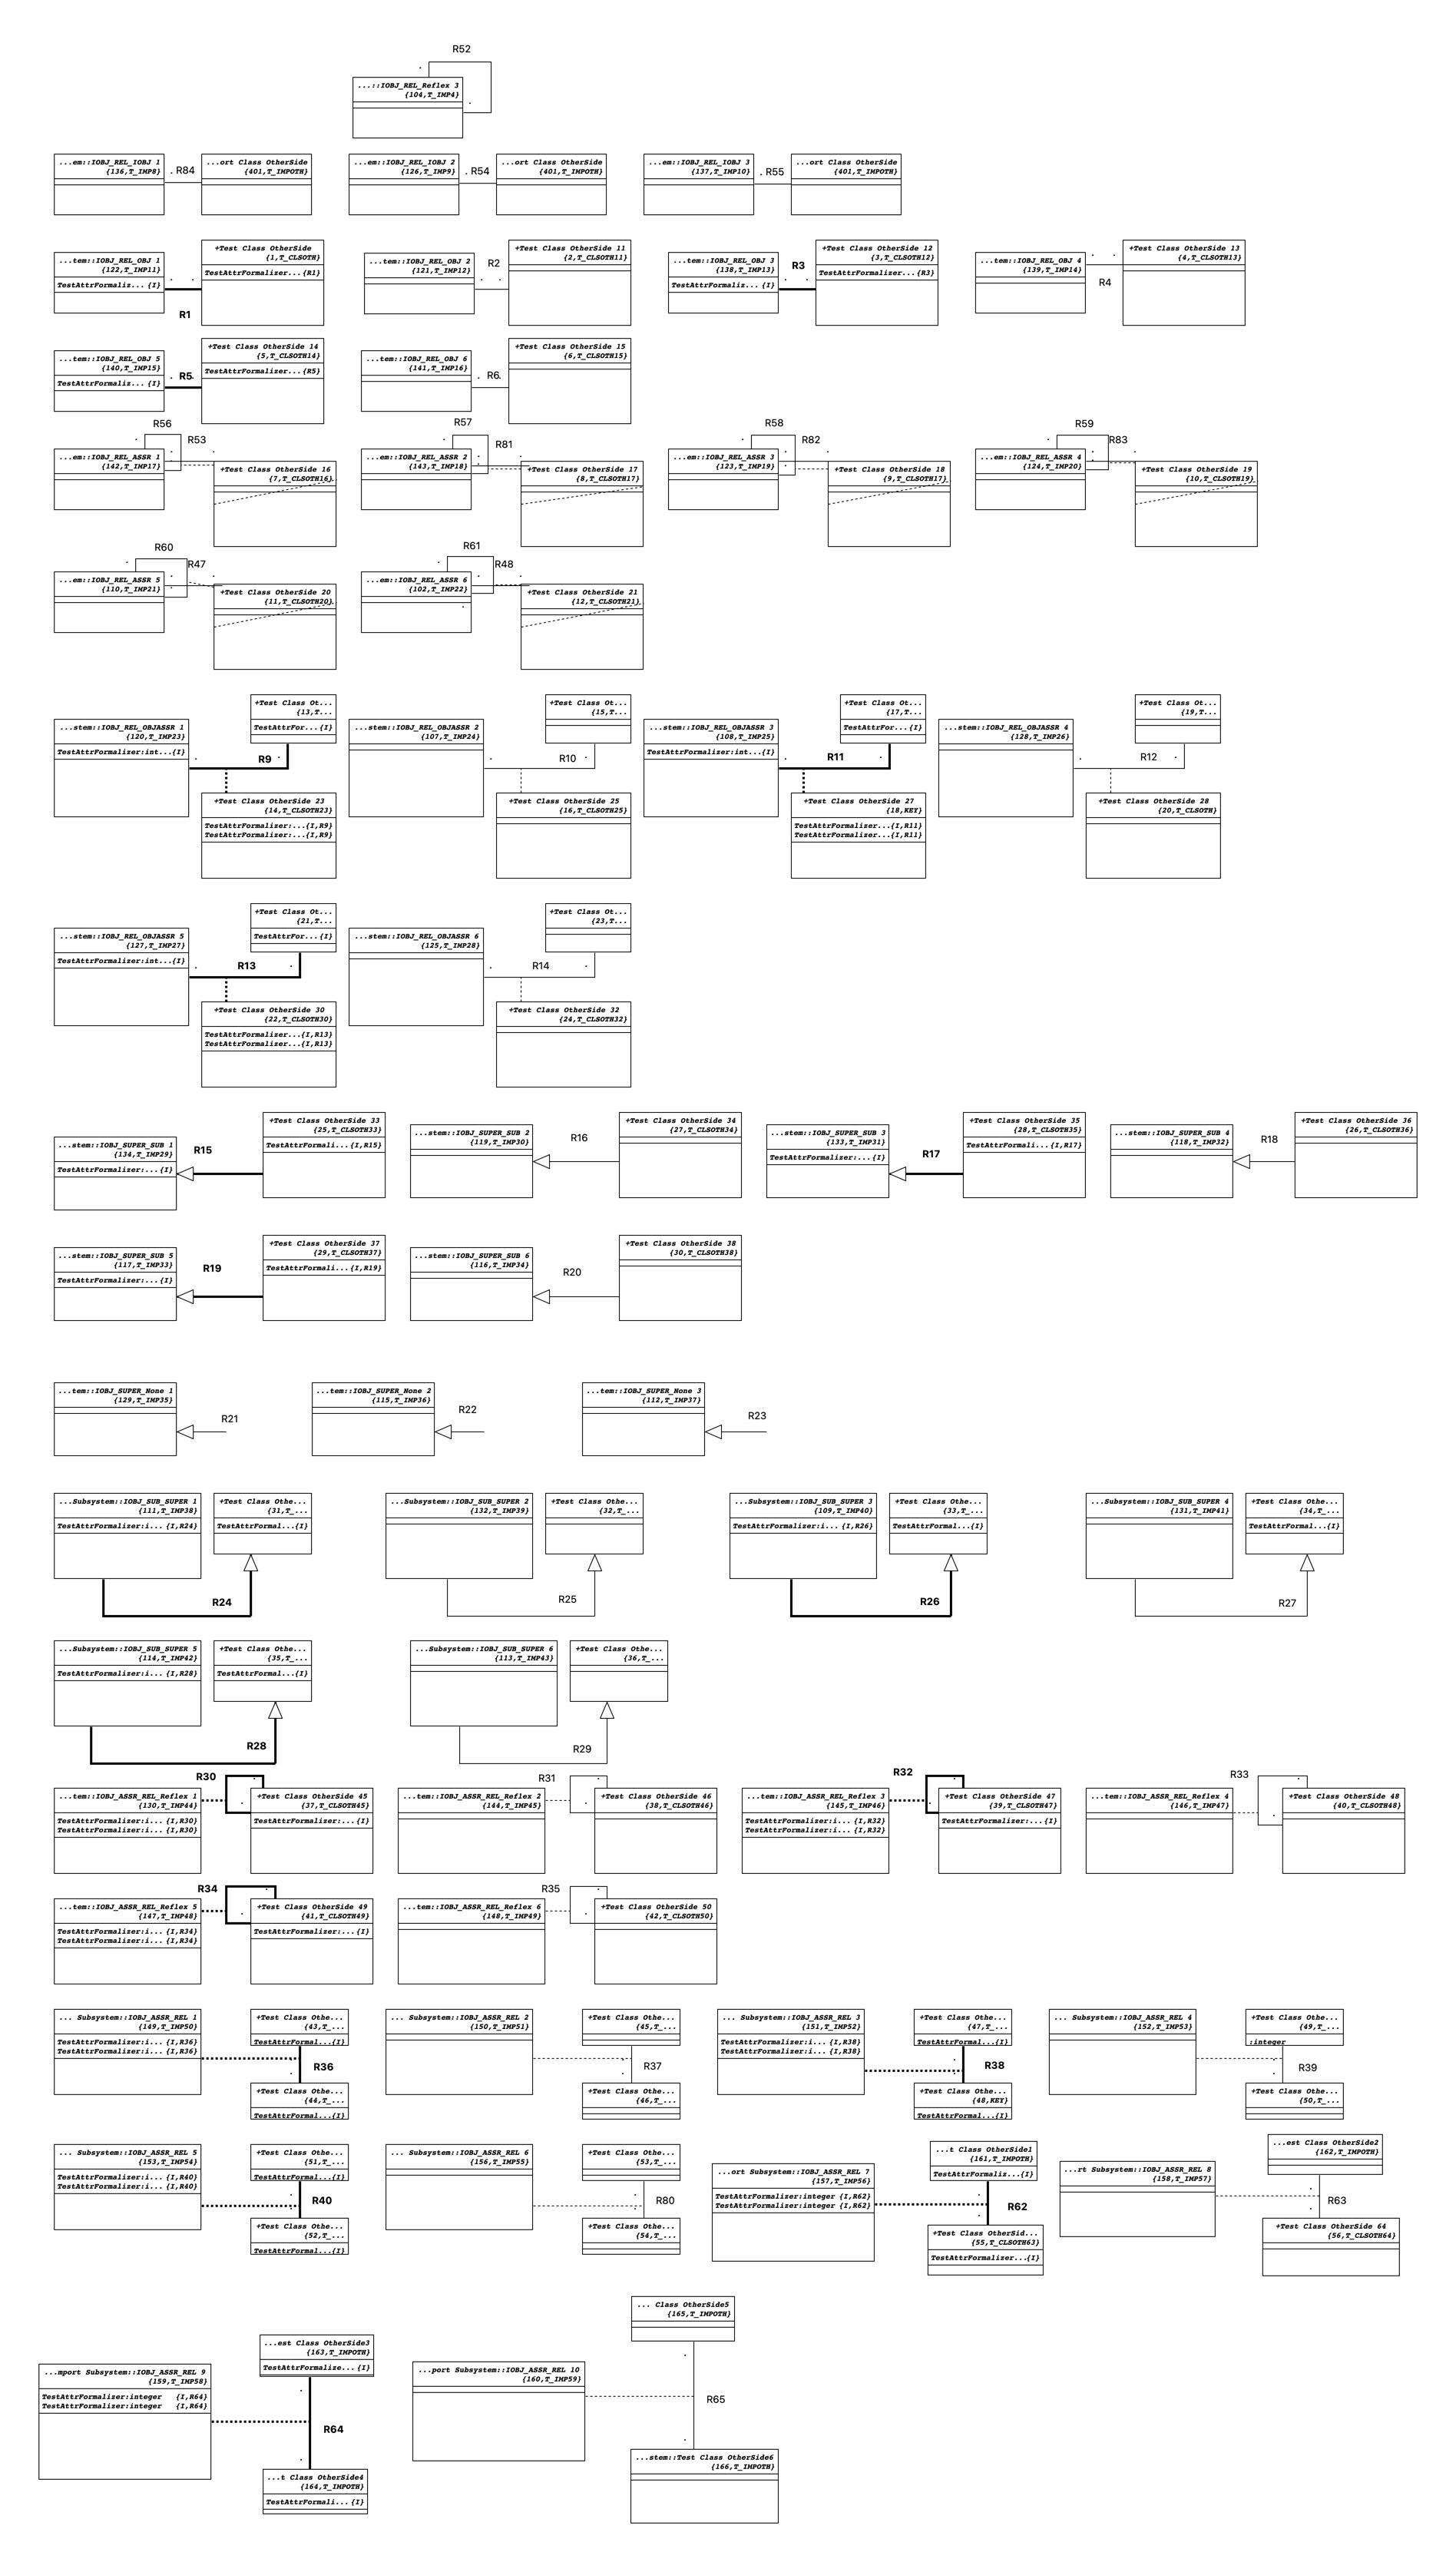 R52
...::IOBJ_REL_Reflex 3
{104,T_IMP4}
...em::IOBJ_REL_IOBJ 1
{136,T_IMP8}
R84
...ort Class OtherSide
{401,T_IMPOTH}
...em::IOBJ_REL_IOBJ 2
{126,T_IMP9}
R54
...ort Class OtherSide
{401,T_IMPOTH}
...em::IOBJ_REL_IOBJ 3
{137,T_IMP10}
R55
...ort Class OtherSide
{401,T_IMPOTH}
...tem::IOBJ_REL_OBJ 1
{122,T_IMP11}
TestAttrFormaliz... {I}
R1
+Test Class OtherSide
{1,T_CLSOTH}
TestAttrFormalizer...{R1}
...tem::IOBJ_REL_OBJ 2
{121,T_IMP12}
R2
+Test Class OtherSide 11
{2,T_CLSOTH11}
...tem::IOBJ_REL_OBJ 3
{138,T_IMP13}
TestAttrFormaliz... {I}
R3
+Test Class OtherSide 12
{3,T_CLSOTH12}
TestAttrFormalizer...{R3}
...tem::IOBJ_REL_OBJ 4
{139,T_IMP14}
R4
+Test Class OtherSide 13
{4,T_CLSOTH13}
...tem::IOBJ_REL_OBJ 5
{140,T_IMP15}
TestAttrFormaliz... {I}
R5
+Test Class OtherSide 14
{5,T_CLSOTH14}
TestAttrFormalizer...{R5}
...tem::IOBJ_REL_OBJ 6
{141,T_IMP16}
R6
+Test Class OtherSide 15
{6,T_CLSOTH15}
R56
R53
...em::IOBJ_REL_ASSR 1
{142,T_IMP17}
+Test Class OtherSide 16
{7,T_CLSOTH16}
R57
R81
...em::IOBJ_REL_ASSR 2
{143,T_IMP18}
+Test Class OtherSide 17
{8,T_CLSOTH17}
R58
R82
...em::IOBJ_REL_ASSR 3
{123,T_IMP19}
+Test Class OtherSide 18
{9,T_CLSOTH17}
R59
R83
...em::IOBJ_REL_ASSR 4
{124,T_IMP20}
+Test Class OtherSide 19
{10,T_CLSOTH19}
R60
R47
...em::IOBJ_REL_ASSR 5
{110,T_IMP21}
+Test Class OtherSide 20
{11,T_CLSOTH20}
R61
R48
...em::IOBJ_REL_ASSR 6
{102,T_IMP22}
+Test Class OtherSide 21
{12,T_CLSOTH21}
...stem::IOBJ_REL_OBJASSR 1
{120,T_IMP23}
TestAttrFormalizer:int...{I}
+Test Class Ot...
{13,T...
TestAttrFor...{I}
R9
+Test Class OtherSide 23
{14,T_CLSOTH23}
TestAttrFormalizer:...{I,R9}
TestAttrFormalizer:...{I,R9}
...stem::IOBJ_REL_OBJASSR 2
{107,T_IMP24}
+Test Class Ot...
{15,T...
R10
+Test Class OtherSide 25
{16,T_CLSOTH25}
...stem::IOBJ_REL_OBJASSR 3
{108,T_IMP25}
TestAttrFormalizer:int...{I}
+Test Class Ot...
{17,T...
TestAttrFor...{I}
R11
+Test Class OtherSide 27
{18,KEY}
TestAttrFormalizer...{I,R11}
TestAttrFormalizer...{I,R11}
...stem::IOBJ_REL_OBJASSR 4
{128,T_IMP26}
+Test Class Ot...
{19,T...
R12
+Test Class OtherSide 28
{20,T_CLSOTH}
...stem::IOBJ_REL_OBJASSR 5
{127,T_IMP27}
TestAttrFormalizer:int...{I}
+Test Class Ot...
{21,T...
TestAttrFor...{I}
R13
+Test Class OtherSide 30
{22,T_CLSOTH30}
TestAttrFormalizer...{I,R13}
TestAttrFormalizer...{I,R13}
...stem::IOBJ_REL_OBJASSR 6
{125,T_IMP28}
+Test Class Ot...
{23,T...
R14
+Test Class OtherSide 32
{24,T_CLSOTH32}
...stem::IOBJ_SUPER_SUB 1
{134,T_IMP29}
TestAttrFormalizer:...{I}
R15
+Test Class OtherSide 33
{25,T_CLSOTH33}
TestAttrFormali...{I,R15}
...stem::IOBJ_SUPER_SUB 2
{119,T_IMP30}
R16
+Test Class OtherSide 34
{27,T_CLSOTH34}
...stem::IOBJ_SUPER_SUB 3
{133,T_IMP31}
TestAttrFormalizer:...{I}
R17
+Test Class OtherSide 35
{28,T_CLSOTH35}
TestAttrFormali...{I,R17}
...stem::IOBJ_SUPER_SUB 4
{118,T_IMP32}
R18
+Test Class OtherSide 36
{26,T_CLSOTH36}
...stem::IOBJ_SUPER_SUB 5
{117,T_IMP33}
TestAttrFormalizer:...{I}
R19
+Test Class OtherSide 37
{29,T_CLSOTH37}
TestAttrFormali...{I,R19}
...stem::IOBJ_SUPER_SUB 6
{116,T_IMP34}
R20
+Test Class OtherSide 38
{30,T_CLSOTH38}
...tem::IOBJ_SUPER_None 1
{129,T_IMP35}
R21
...tem::IOBJ_SUPER_None 2
{115,T_IMP36}
R22
...tem::IOBJ_SUPER_None 3
{112,T_IMP37}
R23
...Subsystem::IOBJ_SUB_SUPER 1
{111,T_IMP38}
TestAttrFormalizer:i... {I,R24}
+Test Class Othe...
{31,T_...
TestAttrFormal...{I}
R24
...Subsystem::IOBJ_SUB_SUPER 2
{132,T_IMP39}
+Test Class Othe...
{32,T_...
R25
...Subsystem::IOBJ_SUB_SUPER 3
{109,T_IMP40}
TestAttrFormalizer:i... {I,R26}
+Test Class Othe...
{33,T_...
TestAttrFormal...{I}
R26
...Subsystem::IOBJ_SUB_SUPER 4
{131,T_IMP41}
+Test Class Othe...
{34,T_...
TestAttrFormal...{I}
R27
...Subsystem::IOBJ_SUB_SUPER 5
{114,T_IMP42}
TestAttrFormalizer:i... {I,R28}
+Test Class Othe...
{35,T_...
TestAttrFormal...{I}
R28
...Subsystem::IOBJ_SUB_SUPER 6
{113,T_IMP43}
+Test Class Othe...
{36,T_...
R29
R30
...tem::IOBJ_ASSR_REL_Reflex 1
{130,T_IMP44}
TestAttrFormalizer:i... {I,R30}
TestAttrFormalizer:i... {I,R30}
+Test Class OtherSide 45
{37,T_CLSOTH45}
TestAttrFormalizer:...{I}
R31
...tem::IOBJ_ASSR_REL_Reflex 2
{144,T_IMP45}
+Test Class OtherSide 46
{38,T_CLSOTH46}
R32
...tem::IOBJ_ASSR_REL_Reflex 3
{145,T_IMP46}
TestAttrFormalizer:i... {I,R32}
TestAttrFormalizer:i... {I,R32}
+Test Class OtherSide 47
{39,T_CLSOTH47}
TestAttrFormalizer:...{I}
R33
...tem::IOBJ_ASSR_REL_Reflex 4
{146,T_IMP47}
+Test Class OtherSide 48
{40,T_CLSOTH48}
R34
...tem::IOBJ_ASSR_REL_Reflex 5
{147,T_IMP48}
TestAttrFormalizer:i... {I,R34}
TestAttrFormalizer:i... {I,R34}
+Test Class OtherSide 49
{41,T_CLSOTH49}
TestAttrFormalizer:...{I}
R35
...tem::IOBJ_ASSR_REL_Reflex 6
{148,T_IMP49}
+Test Class OtherSide 50
{42,T_CLSOTH50}
... Subsystem::IOBJ_ASSR_REL 1
{149,T_IMP50}
TestAttrFormalizer:i... {I,R36}
TestAttrFormalizer:i... {I,R36}
+Test Class Othe...
{43,T_...
TestAttrFormal...{I}
R36
+Test Class Othe...
{44,T_...
TestAttrFormal...{I}
... Subsystem::IOBJ_ASSR_REL 2
{150,T_IMP51}
+Test Class Othe...
{45,T_...
R37
+Test Class Othe...
{46,T_...
... Subsystem::IOBJ_ASSR_REL 3
{151,T_IMP52}
TestAttrFormalizer:i... {I,R38}
TestAttrFormalizer:i... {I,R38}
+Test Class Othe...
{47,T_...
TestAttrFormal...{I}
R38
+Test Class Othe...
{48,KEY}
TestAttrFormal...{I}
... Subsystem::IOBJ_ASSR_REL 4
{152,T_IMP53}
+Test Class Othe...
{49,T_...
:integer
R39
+Test Class Othe...
{50,T_...
... Subsystem::IOBJ_ASSR_REL 5
{153,T_IMP54}
TestAttrFormalizer:i... {I,R40}
TestAttrFormalizer:i... {I,R40}
+Test Class Othe...
{51,T_...
TestAttrFormal...{I}
R40
+Test Class Othe...
{52,T_...
TestAttrFormal...{I}
... Subsystem::IOBJ_ASSR_REL 6
{156,T_IMP55}
+Test Class Othe...
{53,T_...
R80
+Test Class Othe...
{54,T_...
...ort Subsystem::IOBJ_ASSR_REL 7
{157,T_IMP56}
TestAttrFormalizer:integer {I,R62}
TestAttrFormalizer:integer {I,R62}
...t Class OtherSide1
{161,T_IMPOTH}
TestAttrFormaliz...{I}
R62
+Test Class OtherSid...
{55,T_CLSOTH63}
TestAttrFormalizer...{I}
...rt Subsystem::IOBJ_ASSR_REL 8
{158,T_IMP57}
...est Class OtherSide2
{162,T_IMPOTH}
R63
+Test Class OtherSide 64
{56,T_CLSOTH64}
...mport Subsystem::IOBJ_ASSR_REL 9
{159,T_IMP58}
TestAttrFormalizer:integer {I,R64}
TestAttrFormalizer:integer {I,R64}
...est Class OtherSide3
{163,T_IMPOTH}
TestAttrFormalize... {I}
R64
...t Class OtherSide4
{164,T_IMPOTH}
TestAttrFormali... {I}
...port Subsystem::IOBJ_ASSR_REL 10
{160,T_IMP59}
... Class OtherSide5
{165,T_IMPOTH}
R65
...stem::Test Class OtherSide6
{166,T_IMPOTH}